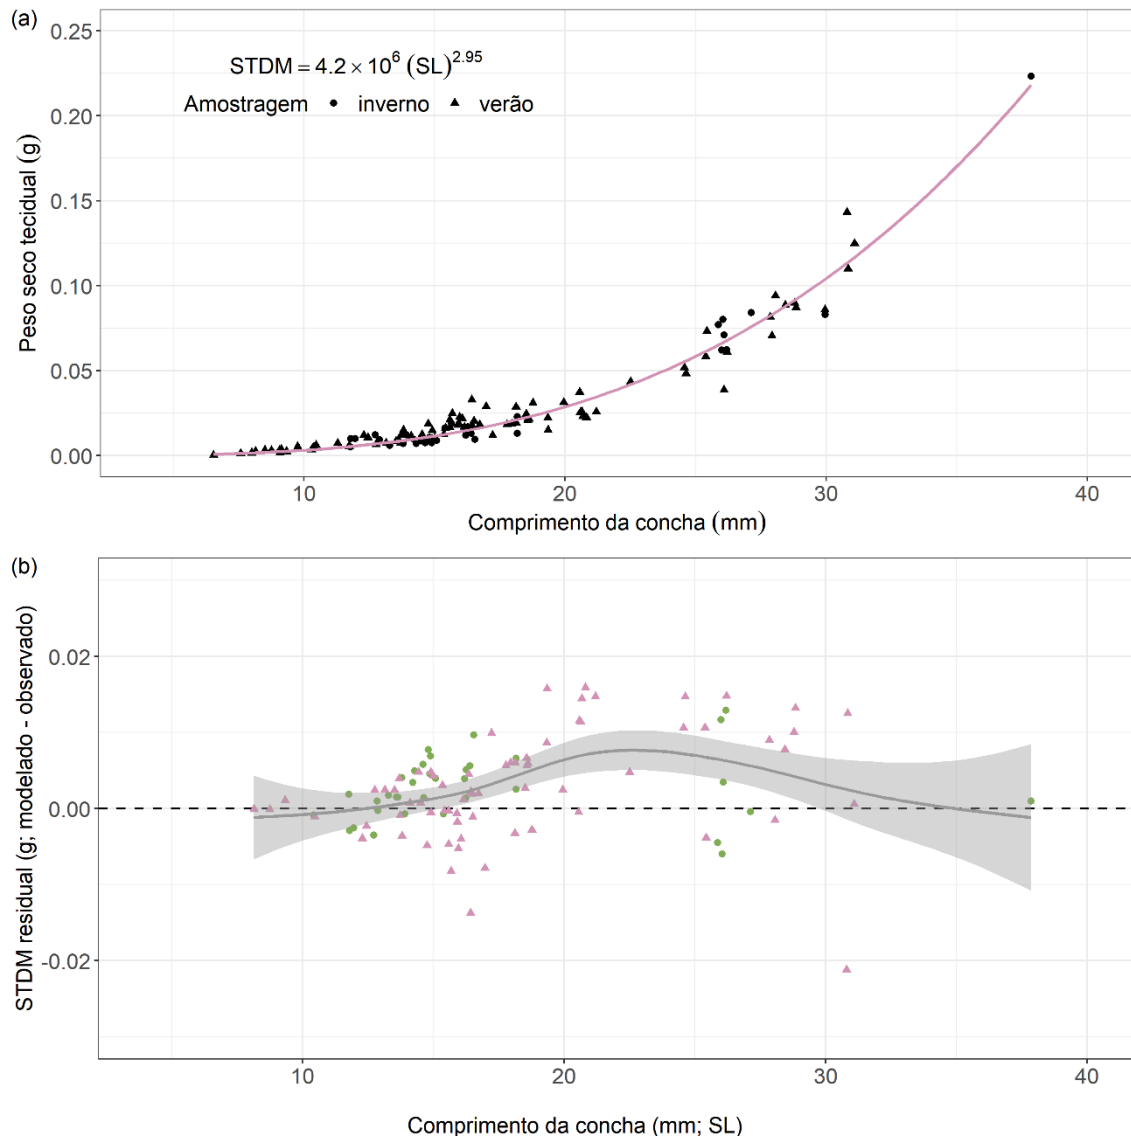 (a)
STDM = 4.2 × 10⁶ (SL)²·⁹⁵
Amostragem inverno verão
Peso seco tecidual (g)
0.25
0.20
0.15
0.10
0.05
0.00
10 20 30 40
Comprimento da concha (mm)
(b)
STDM residual (g; modelado - observado)
0.02
0.00
-0.02
10 20 30 40
Comprimento da concha (mm; SL)